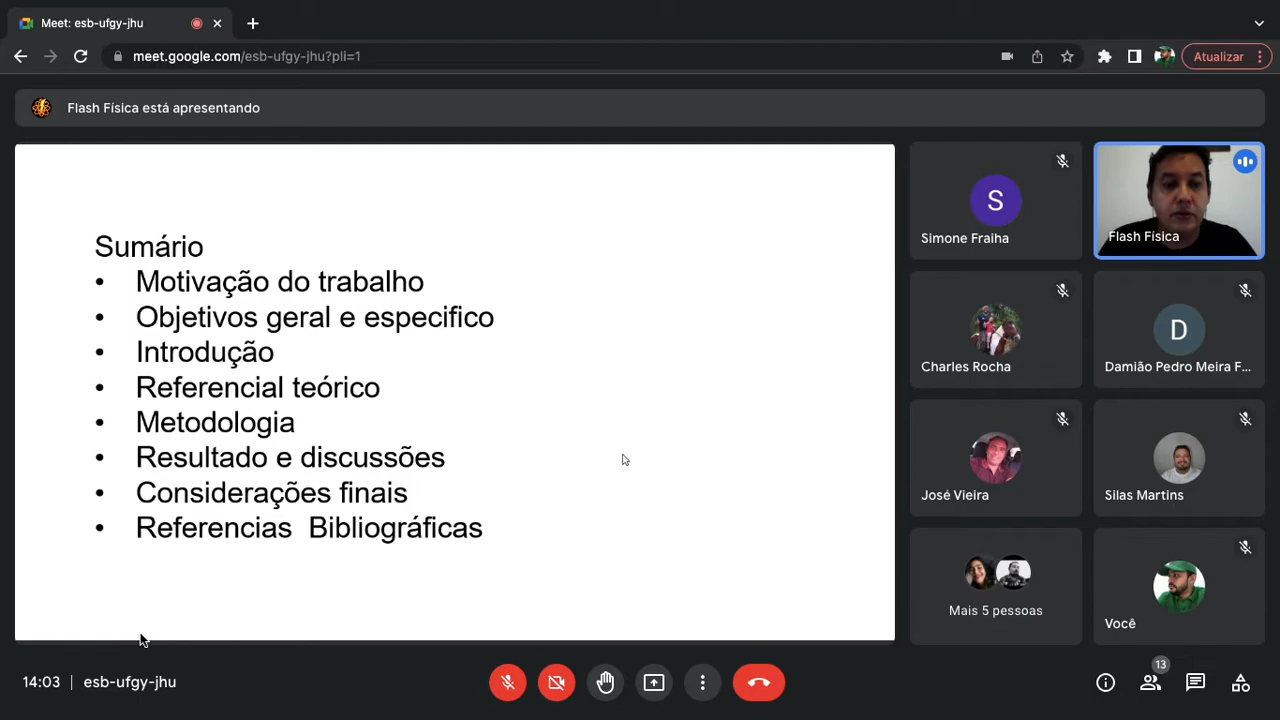 Meet: esb-ufgy-jhu
meet.google.com/esb-ufgy-jhu?pli=1
Atualizar
Flash Física está apresentando
Sumário
• Motivação do trabalho
• Objetivos geral e especifico
• Introdução
• Referencial teórico
• Metodologia
• Resultado e discussões
• Considerações finais
• Referencias  Bibliográficas
S
Simone Fraiha
Flash Física
Charles Rocha
D
Damião Pedro Meira F...
José Vieira
Silas Martins
Mais 5 pessoas
Você
14:03 | esb-ufgy-jhu
13